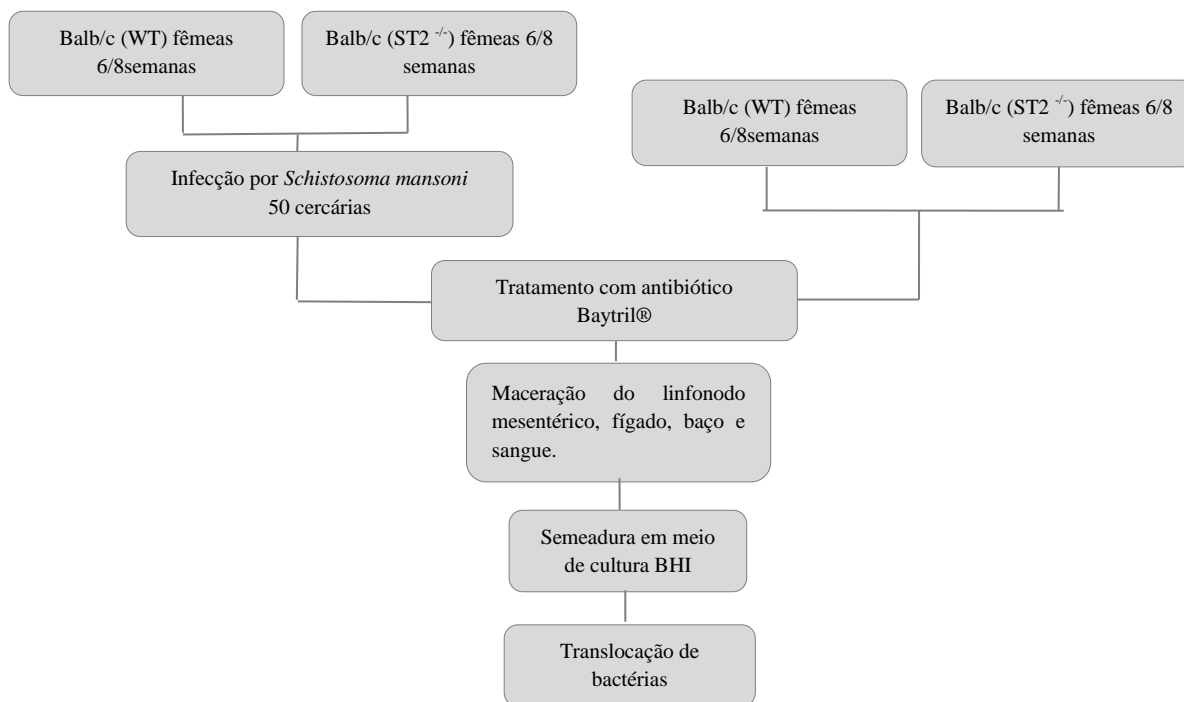 Balb/c (WT) fêmeas
6/8semanas
Balb/c (ST2 -/-) fêmeas 6/8
semanas
Balb/c (WT) fêmeas
6/8semanas
Balb/c (ST2 -/-) fêmeas 6/8
semanas
Infecção por Schistosoma mansoni
50 cercárias
Tratamento com antibiótico
Baytril®
Maceração do linfonodo
mesentérico, fígado, baço e
sangue.
Semeadura em meio
de cultura BHI
Translocação de
bactérias